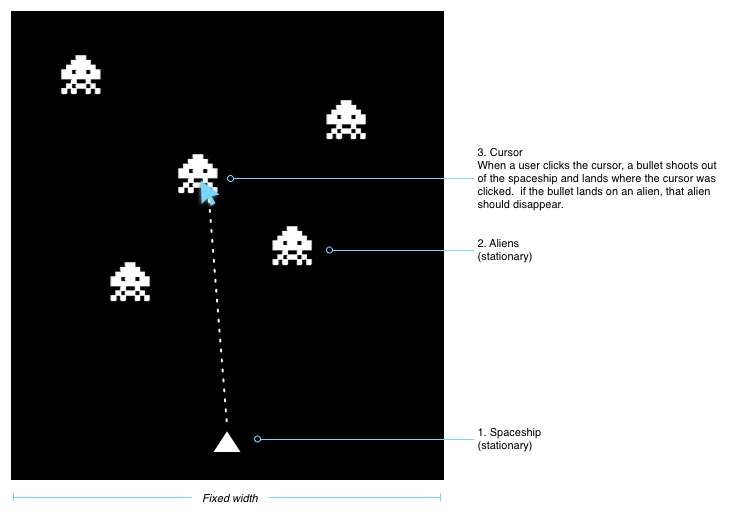 3. Cursor
When a user clicks the cursor, a bullet shoots out
of the spaceship and lands where the cursor was
clicked.  if the bullet lands on an alien, that alien
should disappear.
2. Aliens
(stationary)
1. Spaceship
(stationary)
Fixed width